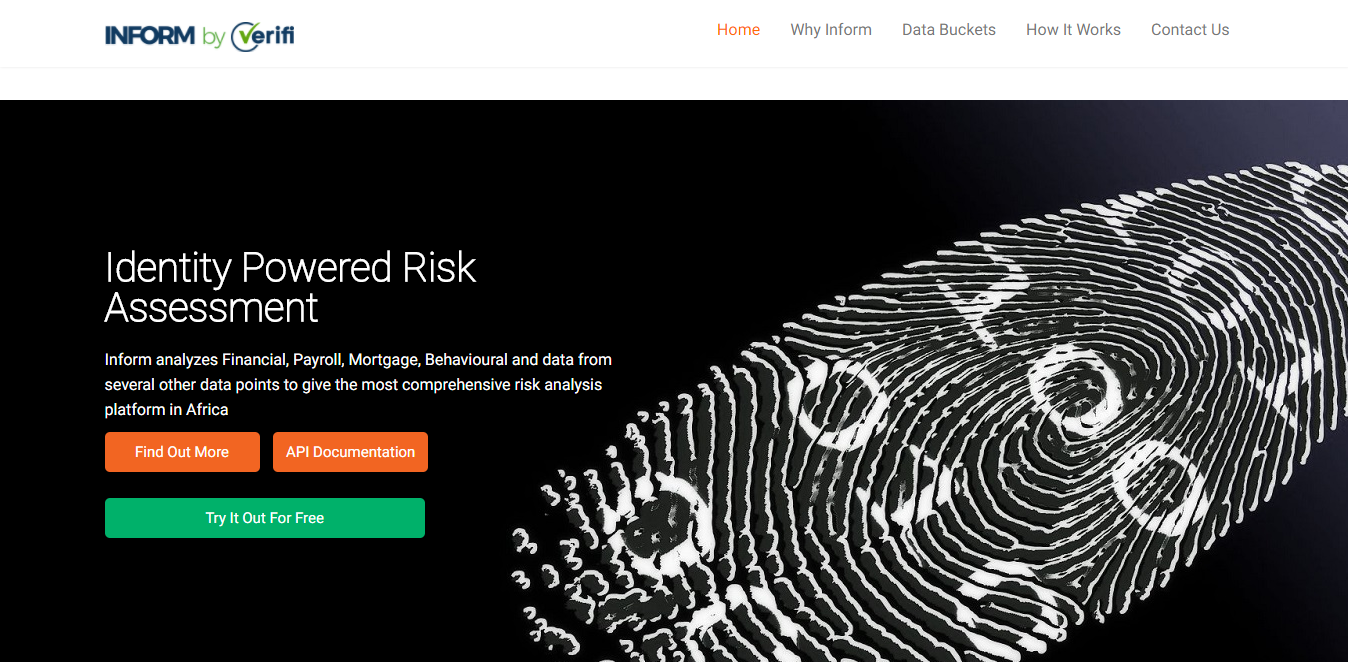 INFORM by Verifi
Home
Why Inform
Data Buckets
How It Works
Contact Us
Identity Powered Risk
Assessment
Inform analyzes Financial, Payroll, Mortgage, Behavioural and data from
several other data points to give the most comprehensive risk analysis
platform in Africa
Find Out More
API Documentation
Try It Out For Free